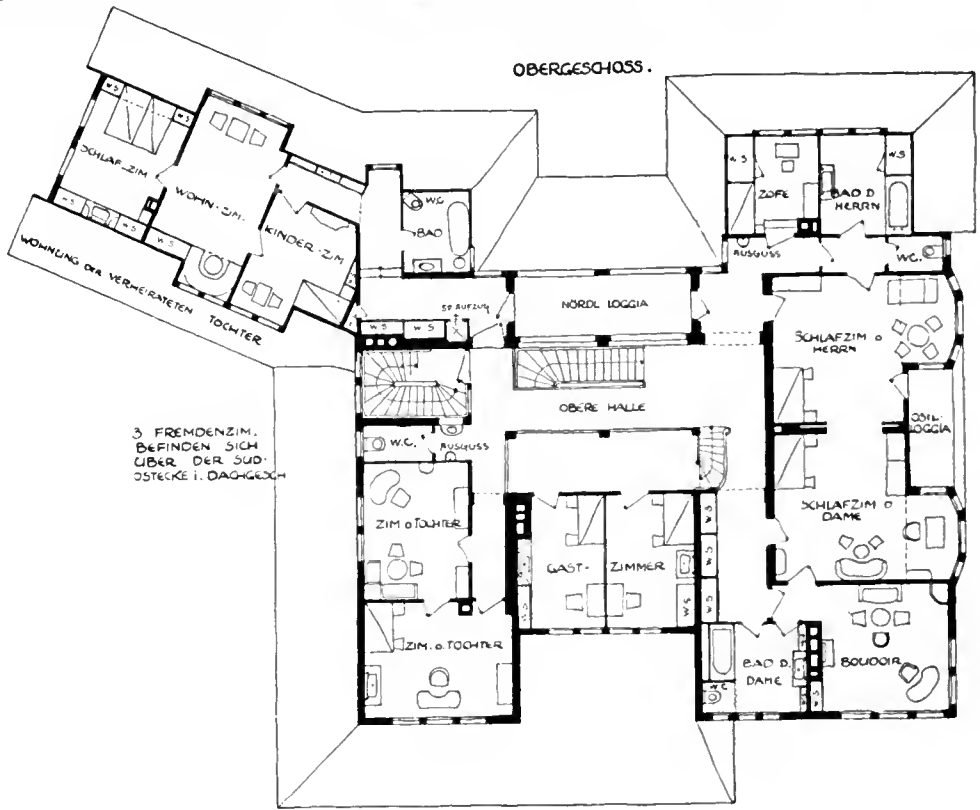 OBERGESCHOSS.
W S
W S
SCHLAF-ZIM.
WOHN-ZIM.
KINDER-ZIM
W S
W S
W S
WOHNUNG DER VERHEIRATETEN TOCHTER
W.C.
BAD
SP AUFZUG
W S
W S
NÖRDL LOGGIA
W S
ZOFE
BAD D.
HERRN
W S
AUSGUSS
W.C.
SCHLAFZIM D
HERRN
ÖSTL.
LOGGIA
OBERE HALLE
3 FREMDENZIM.
BEFINDEN SICH
ÜBER DER SÜD-
OSTECKE i. DACHGESCH
W.C.
AUSGUSS
ZIM D TOCHTER
ZIM. D. TOCHTER
GAST-
ZIMMER
W S
W S
W S
W S
W S
SCHLAFZIM D
DAME
BAD D.
DAME
W C
W S
BOUDOIR